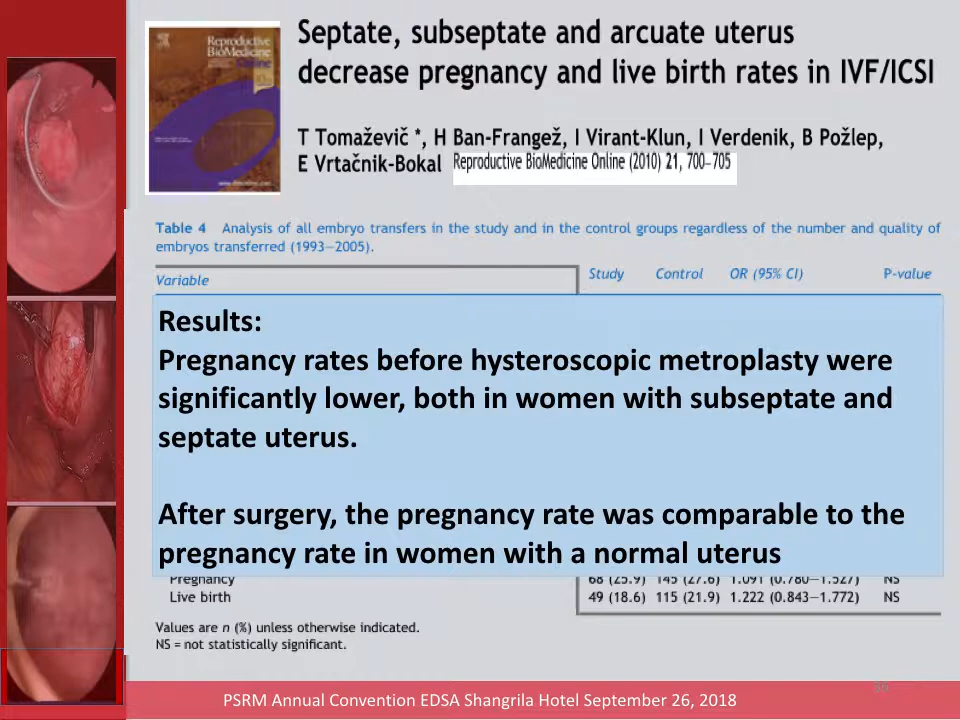 Reproductive
BioMedicine
Online
Septate, subseptate and arcuate uterus
decrease pregnancy and live birth rates in IVF/ICSI
T Tomaževič *, H Ban-Frangež, I Virant-Klun, I Verdenik, B Požlep,
E Vrtačnik-Bokal Reproductive BioMedicine Online (2010) 21, 700–705
Table 4 Analysis of all embryo transfers in the study and in the control groups regardless of the number and quality of
embryos transferred (1993–2005).
Variable Study Control OR (95% CI) P-value
Results:
Pregnancy rates before hysteroscopic metroplasty were
significantly lower, both in women with subseptate and
septate uterus.
After surgery, the pregnancy rate was comparable to the
pregnancy rate in women with a normal uterus
Pregnancy 68 (25.9) 145 (27.6) 1.091 (0.780–1.527) NS
Live birth 49 (18.6) 115 (21.9) 1.222 (0.843–1.772) NS
Values are n (%) unless otherwise indicated.
NS = not statistically significant.
PSRM Annual Convention EDSA Shangrila Hotel September 26, 2018